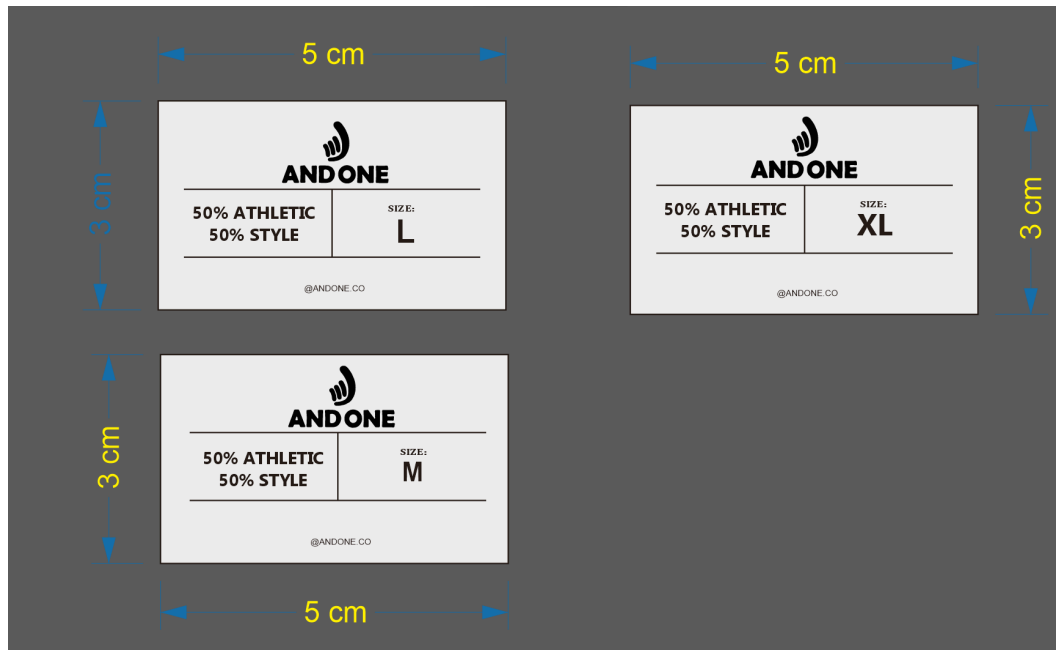 5 cm
3 cm
ANDONE
50% ATHLETIC
50% STYLE
SIZE:
L
@ANDONE.CO
5 cm
3 cm
ANDONE
50% ATHLETIC
50% STYLE
SIZE:
XL
@ANDONE.CO
3 cm
ANDONE
50% ATHLETIC
50% STYLE
SIZE:
M
@ANDONE.CO
5 cm